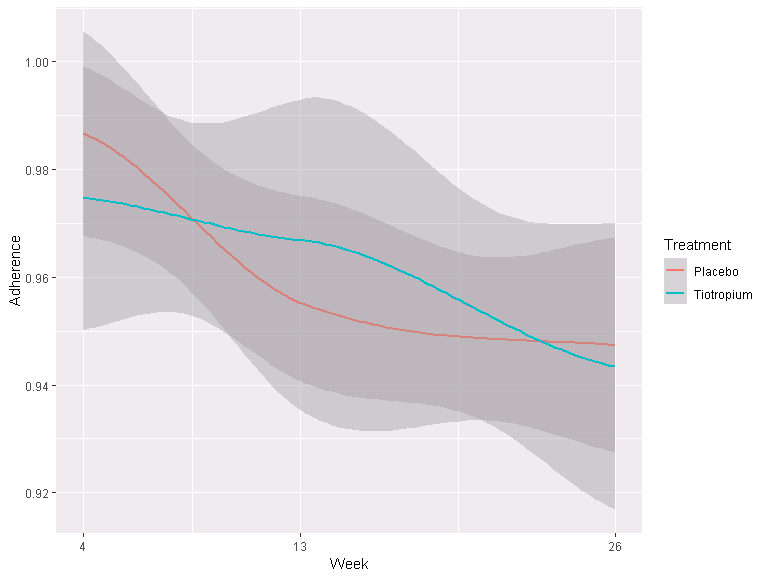 1.00
0.98
0.96
0.94
0.92
Adherence
4
13
26
Week
Treatment
Placebo
Tiotropium